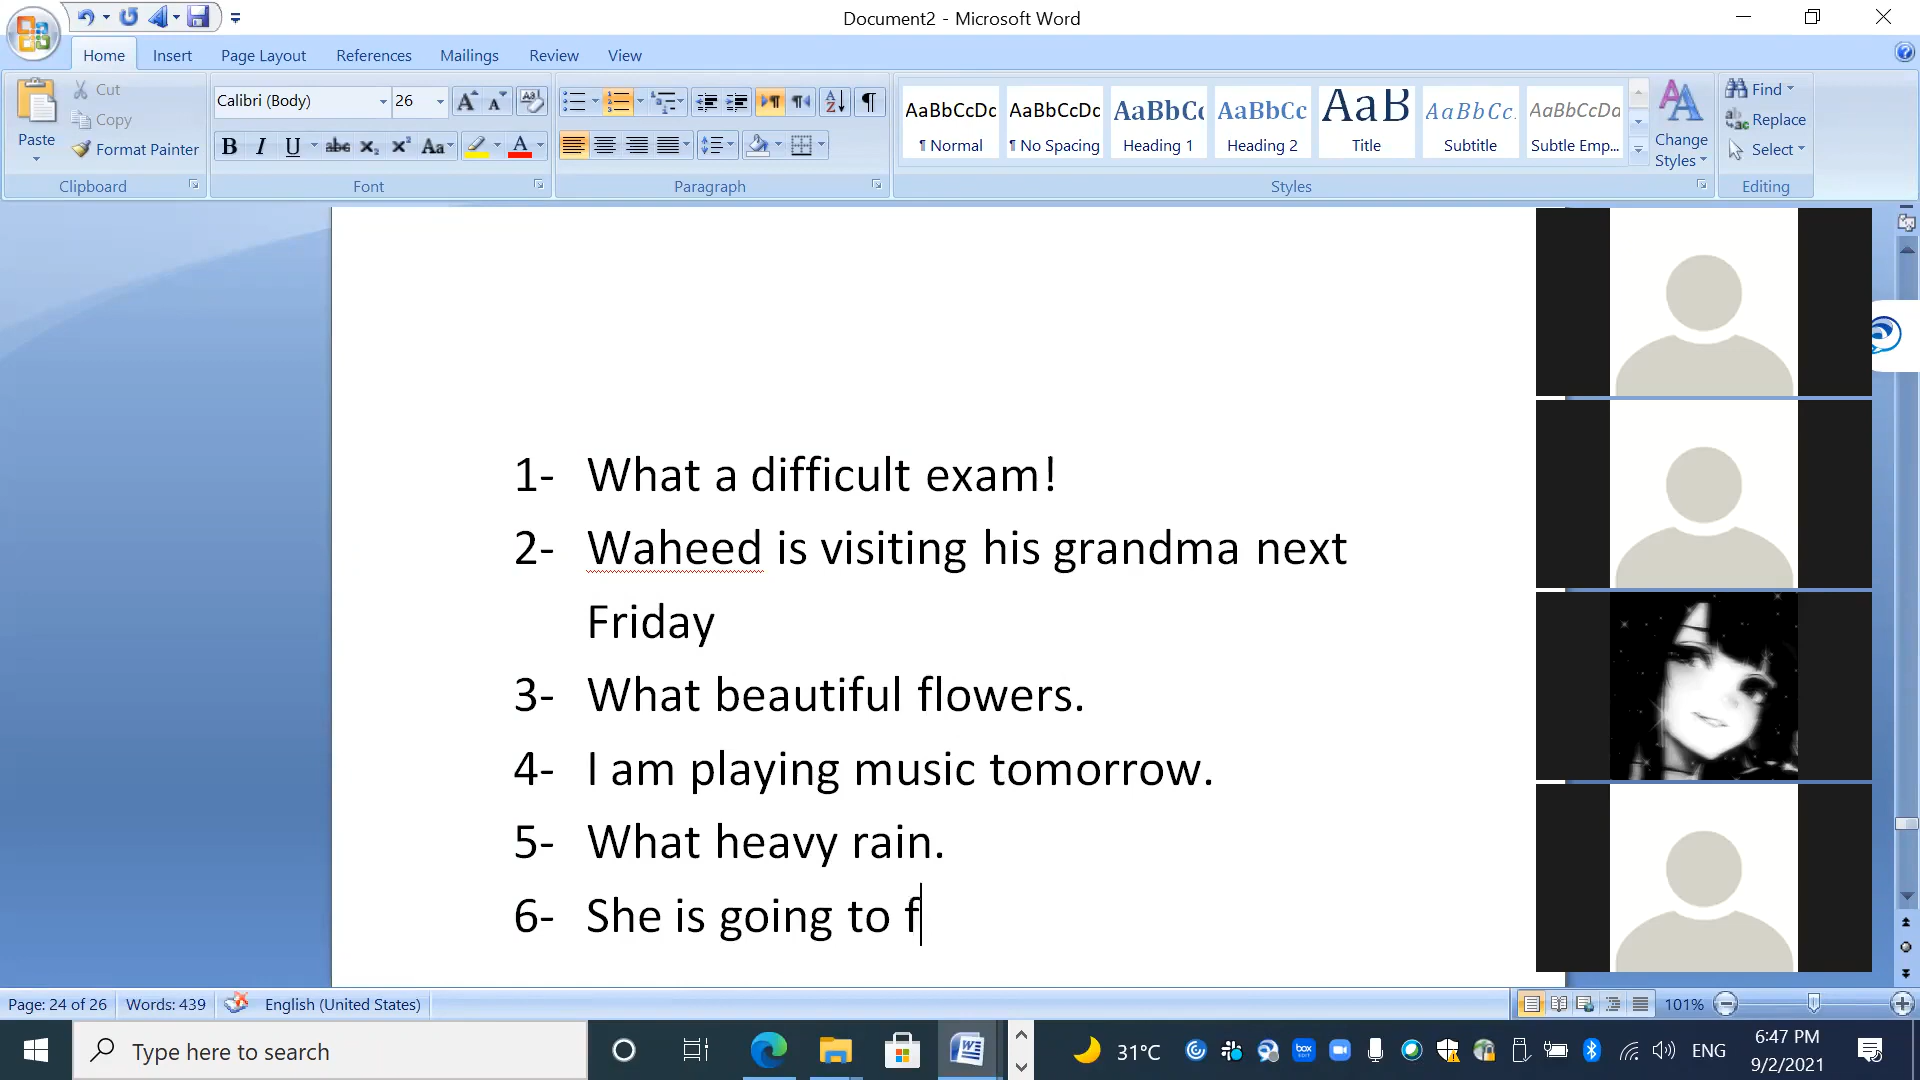 Document2 - Microsoft Word
Home Insert Page Layout References Mailings Review View
Paste
Cut
Copy
Format Painter
Clipboard
Calibri (Body) 26
B I U abc x₂ x² Aa A
Font
Paragraph
AaBbCcDc AaBbCcDc AaBbCc AaBbCc AaB AaBbCc. AaBbCcDa
¶ Normal ¶ No Spacing Heading 1 Heading 2 Title Subtitle Subtle Emp...
Change Styles
Styles
Find
Replace
Select
Editing
1- What a difficult exam!
2- Waheed is visiting his grandma next
Friday
3- What beautiful flowers.
4- I am playing music tomorrow.
5- What heavy rain.
6- She is going to f
Page: 24 of 26 Words: 439 English (United States) 101%
Type here to search
31°C ENG
6:47 PM
9/2/2021